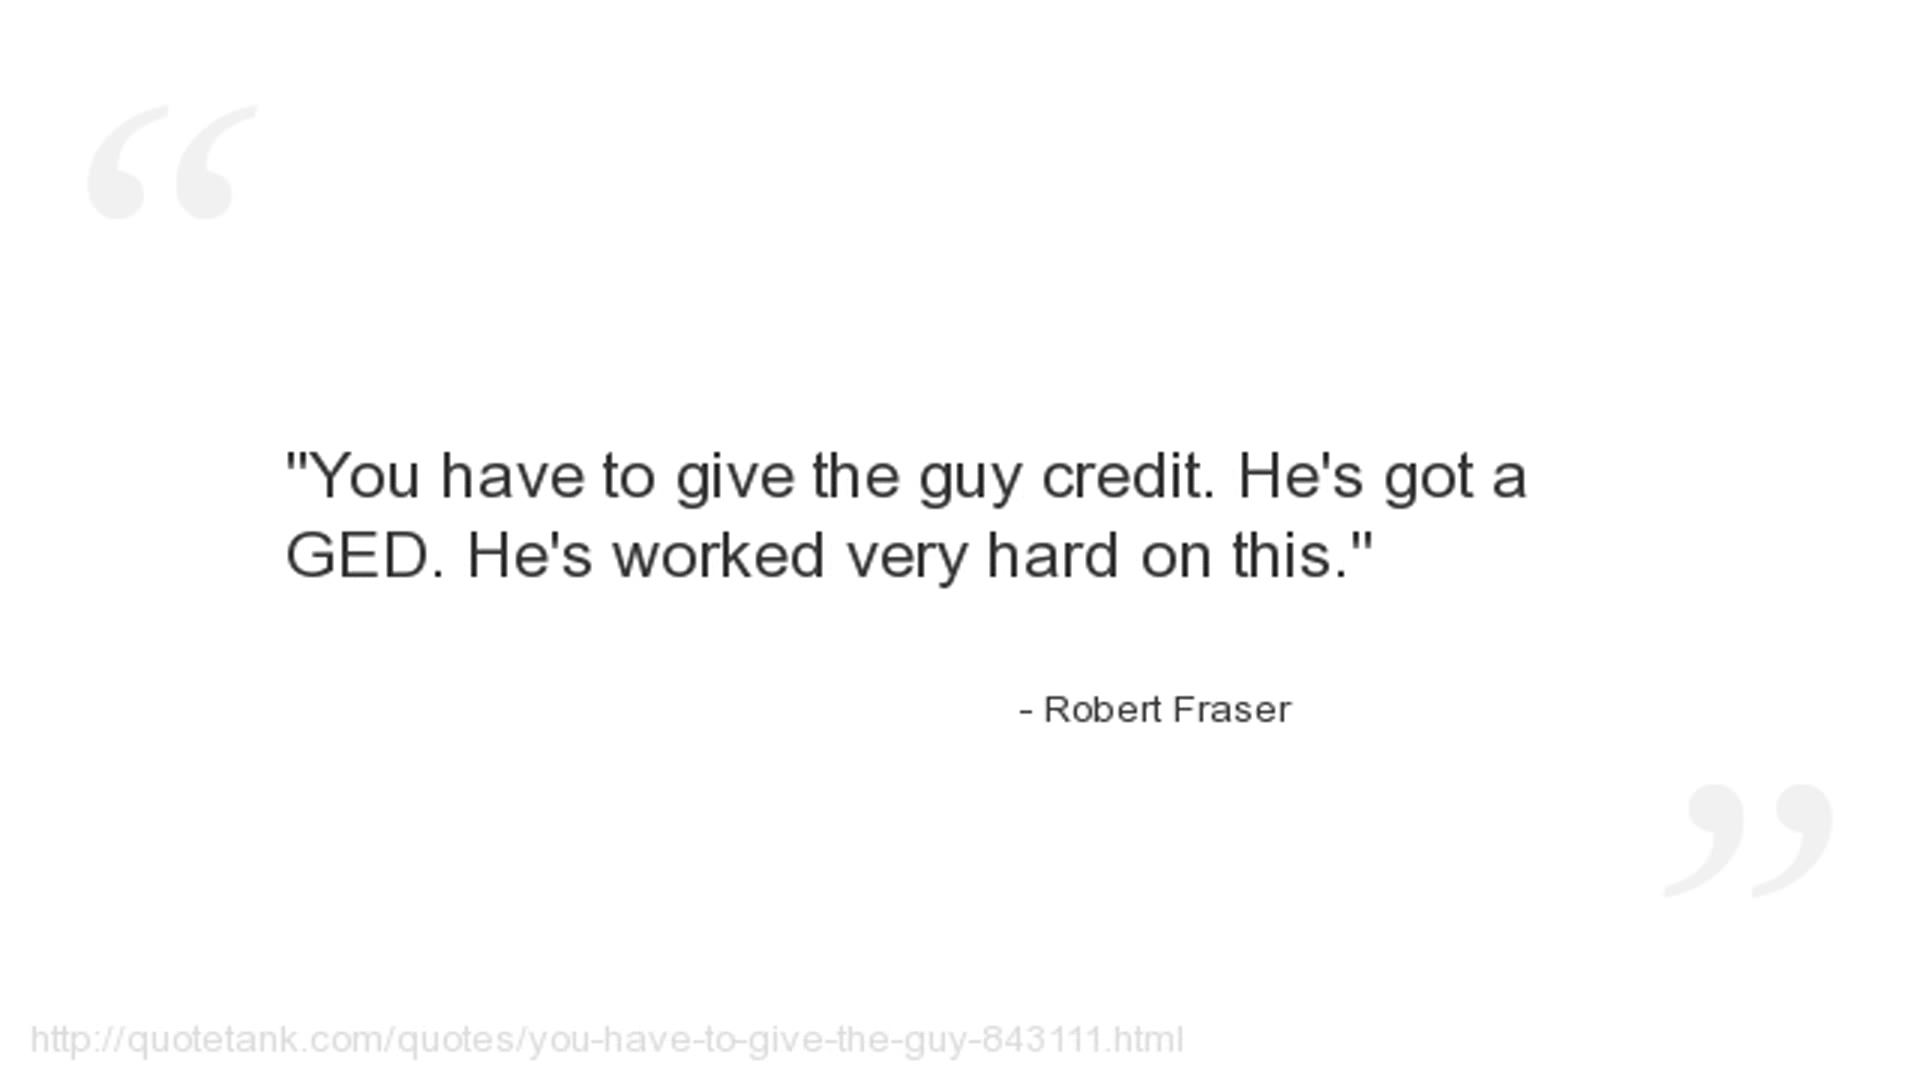 "You have to give the guy credit. He's got a
GED. He's worked very hard on this."
- Robert Fraser
http://quotetank.com/quotes/you-have-to-give-the-guy-843111.html